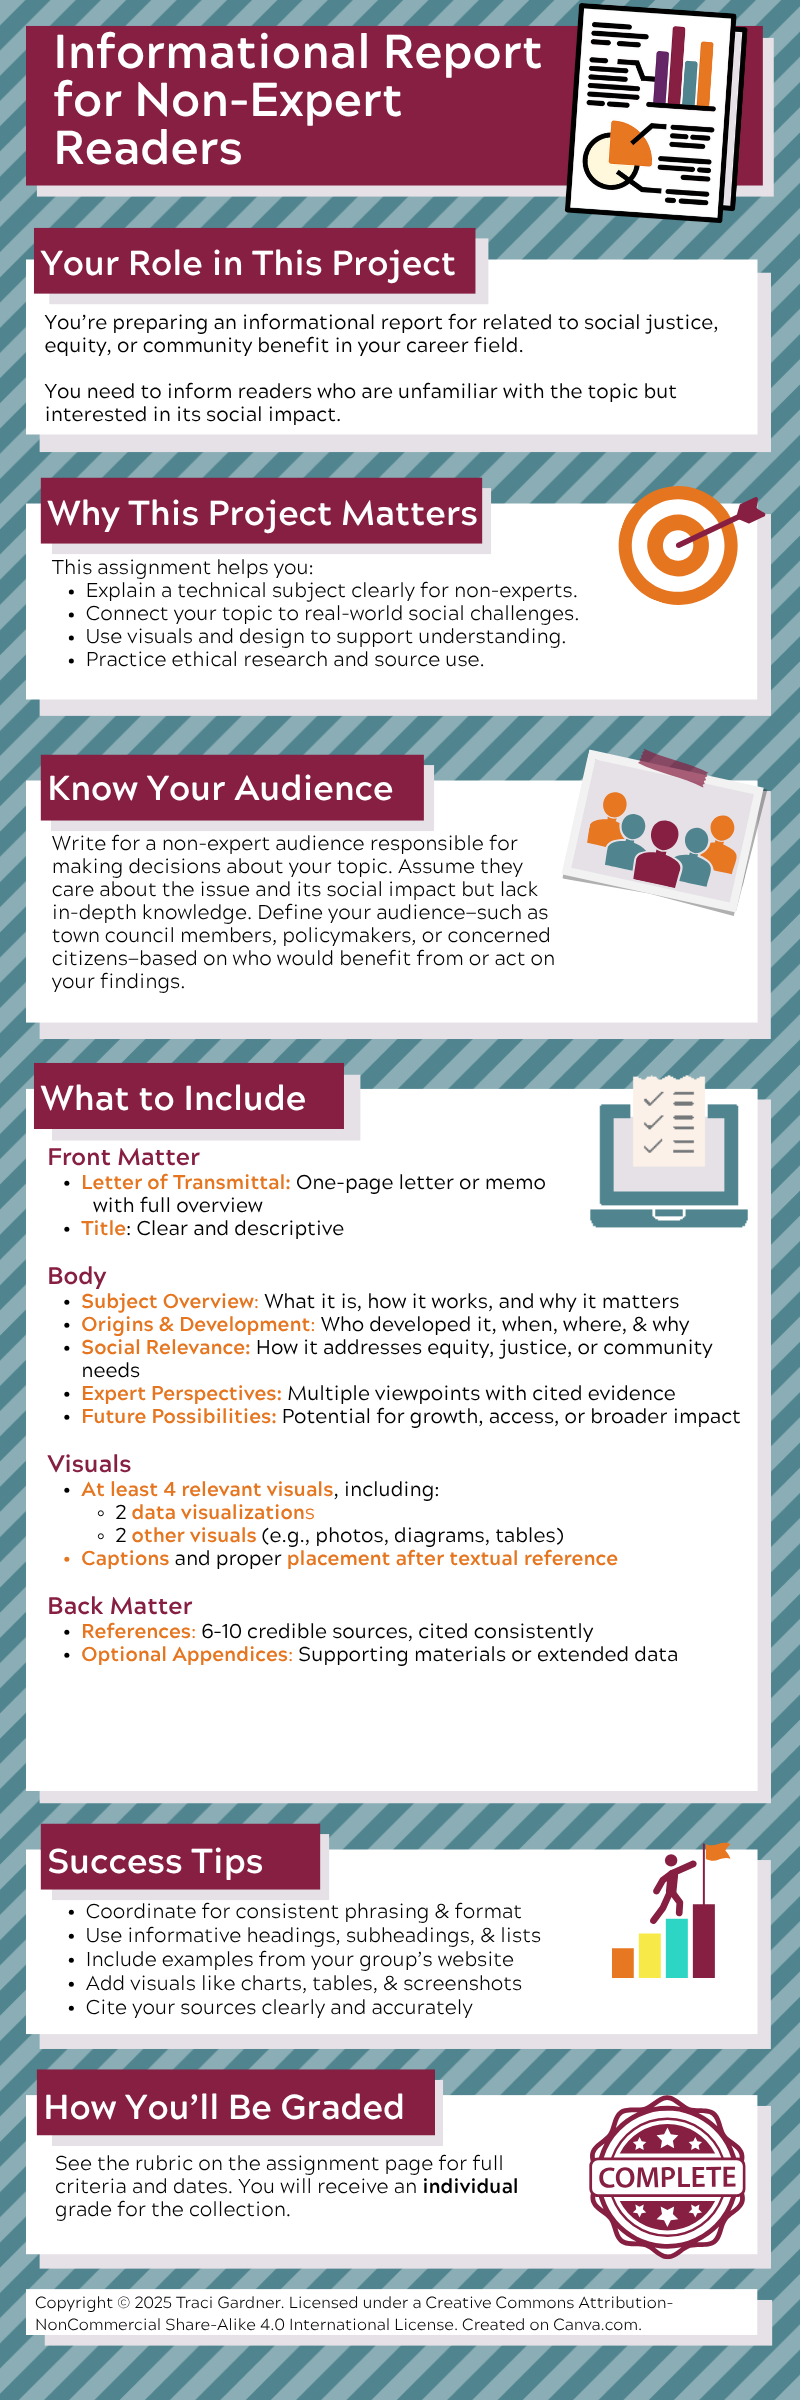 Informational Report
for Non-Expert
Readers
Your Role in This Project
You're preparing an informational report for related to social justice,
equity, or community benefit in your career field.
You need to inform readers who are unfamiliar with the topic but
interested in its social impact.
Why This Project Matters
This assignment helps you:
• Explain a technical subject clearly for non-experts.
• Connect your topic to real-world social challenges.
• Use visuals and design to support understanding.
• Practice ethical research and source use.
Know Your Audience
Write for a non-expert audience responsible for
making decisions about your topic. Assume they
care about the issue and its social impact but lack
in-depth knowledge. Define your audience—such as
town council members, policymakers, or concerned
citizens—based on who would benefit from or act on
your findings.
What to Include
Front Matter
• Letter of Transmittal: One-page letter or memo
with full overview
• Title: Clear and descriptive
Body
• Subject Overview: What it is, how it works, and why it matters
• Origins & Development: Who developed it, when, where, & why
• Social Relevance: How it addresses equity, justice, or community
needs
• Expert Perspectives: Multiple viewpoints with cited evidence
• Future Possibilities: Potential for growth, access, or broader impact
Visuals
• At least 4 relevant visuals, including:
◦ 2 data visualizations
◦ 2 other visuals (e.g., photos, diagrams, tables)
• Captions and proper placement after textual reference
Back Matter
• References: 6-10 credible sources, cited consistently
• Optional Appendices: Supporting materials or extended data
Success Tips
• Coordinate for consistent phrasing & format
• Use informative headings, subheadings, & lists
• Include examples from your group's website
• Add visuals like charts, tables, & screenshots
• Cite your sources clearly and accurately
How You'll Be Graded
See the rubric on the assignment page for full
criteria and dates. You will receive an individual
grade for the collection.
COMPLETE
Copyright © 2025 Traci Gardner. Licensed under a Creative Commons Attribution-
NonCommercial Share-Alike 4.0 International License. Created on Canva.com.